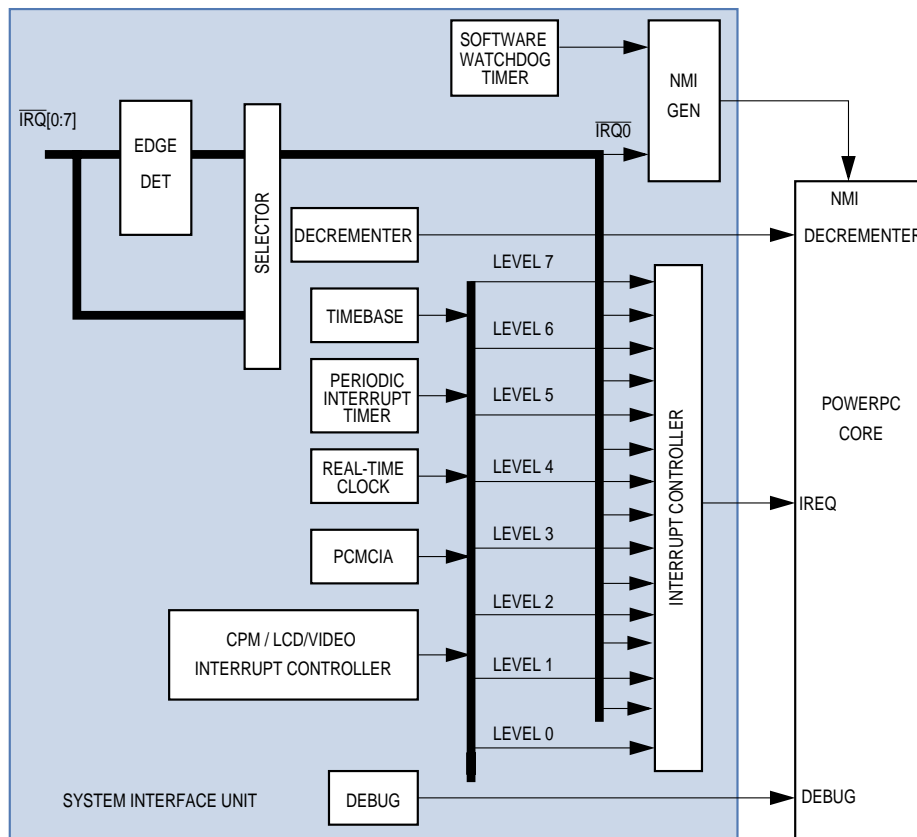 SOFTWARE
WATCHDOG
TIMER
NMI
GEN
IRQ[0:7]
EDGE
DET
SELECTOR
IRQ0
NMI
DECREMENTER
DECREMENTER
LEVEL 7
TIMEBASE
LEVEL 6
PERIODIC
INTERRUPT
TIMER
LEVEL 5
POWERPC
CORE
REAL-TIME
CLOCK
LEVEL 4
INTERRUPT CONTROLLER
IREQ
PCMCIA
LEVEL 3
LEVEL 2
CPM / LCD/VIDEO
INTERRUPT CONTROLLER
LEVEL 1
LEVEL 0
SYSTEM INTERFACE UNIT
DEBUG
DEBUG